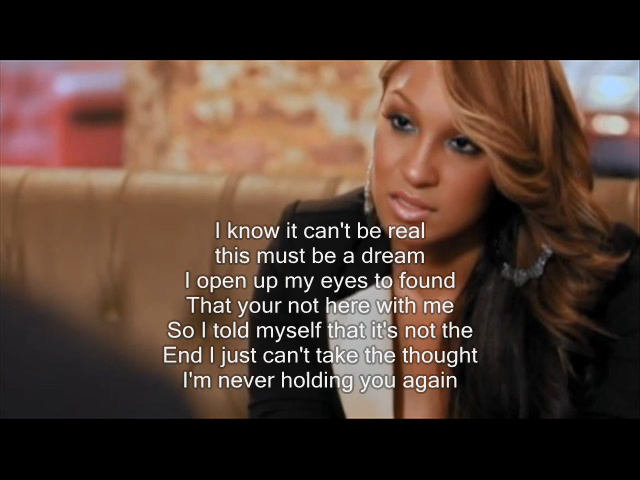 I know it can't be real
this must be a dream
I open up my eyes to found
That your not here with me
So I told myself that it's not the
End I just can't take the thought
I'm never holding you again